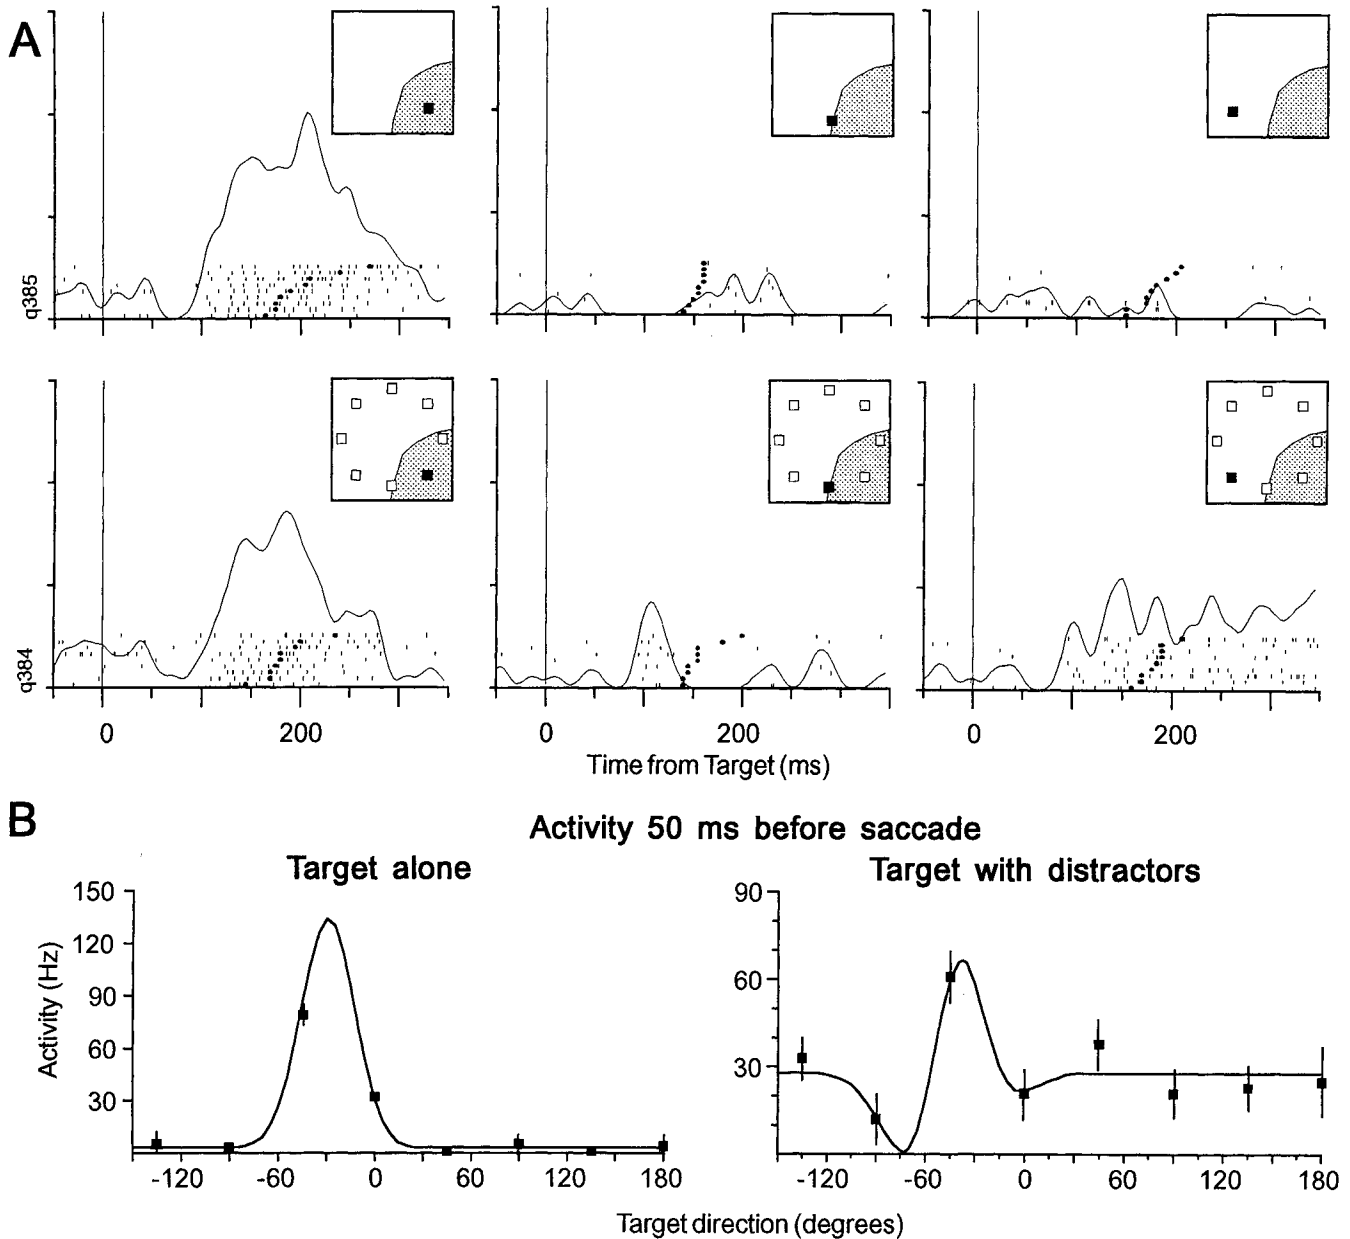 A
q385
q384
0 200 0 200 0 200
Time from Target (ms)
B
Activity 50 ms before saccade
Target alone
Target with distractors
150
120
90
60
30
Activity (Hz)
-120 -60 0 60 120 180
90
60
30
-120 -60 0 60 120 180
Target direction (degrees)